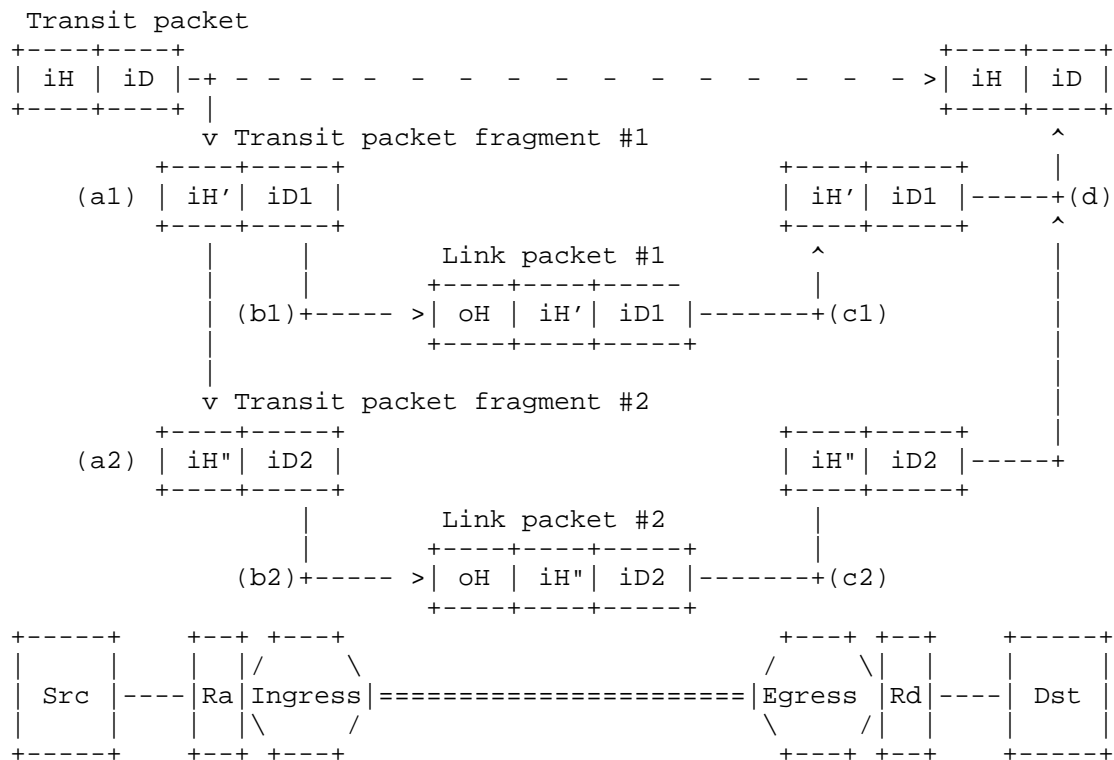 Transit packet
iH iD iH iD
Transit packet fragment #1
(a1) iH' iD1 iH' iD1 (d)
Link packet #1
(b1) oH iH' iD1 (c1)
Transit packet fragment #2
(a2) iH" iD2 iH" iD2
Link packet #2
(b2) oH iH" iD2 (c2)
Src Ra Ingress Egress Rd Dst